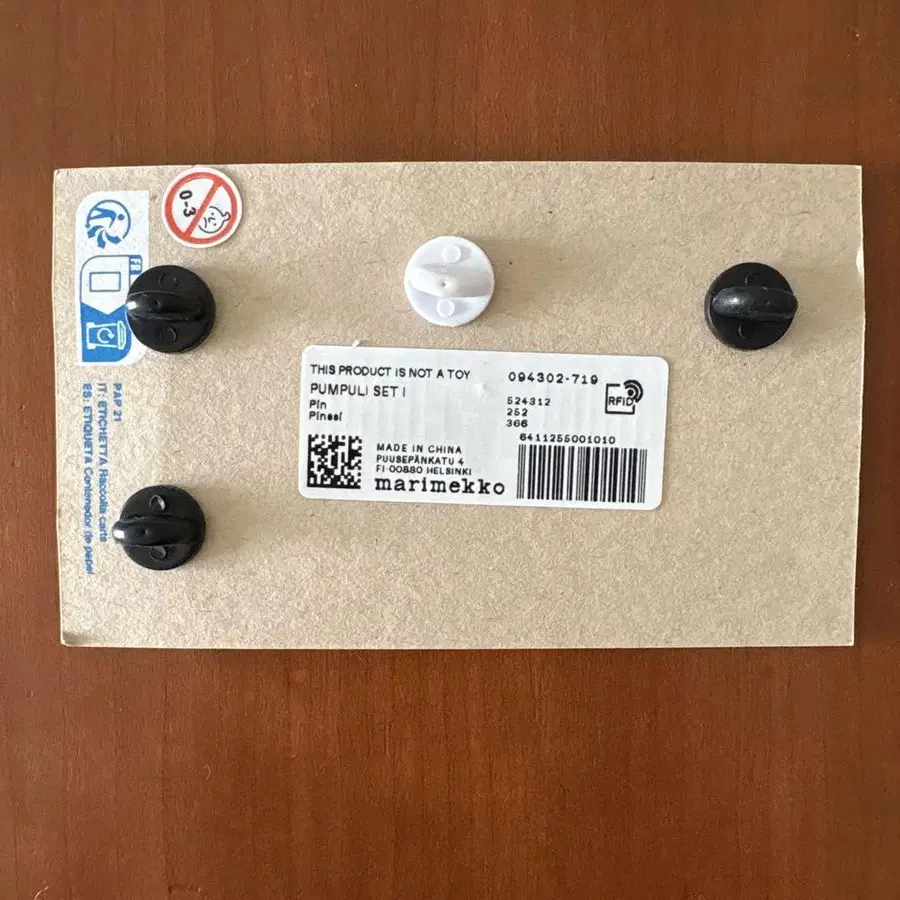 0-3
FR
THIS PRODUCT IS NOT A TOY
094302-719
PUMPULI SET I
Pin
Pinssi
524312
252
366
RFID
6411255001010
MADE IN CHINA
PUUSEPÄNKATU 4
FI-00880 HELSINKI
marimekko
PAP 21
IT: ETICHETTA Raccolta carta
ES: ETIQUETA Contenedor de papel